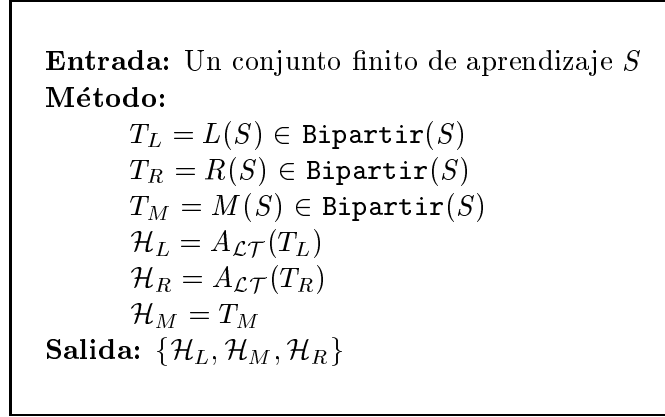 Entrada: Un conjunto finito de aprendizaje S
Método:
T_L = L(S) ∈ Bipartir(S)
T_R = R(S) ∈ Bipartir(S)
T_M = M(S) ∈ Bipartir(S)
ℋ_L = A_ℒ𝒯(T_L)
ℋ_R = A_ℒ𝒯(T_R)
ℋ_M = T_M
Salida: {ℋ_L, ℋ_M, ℋ_R}